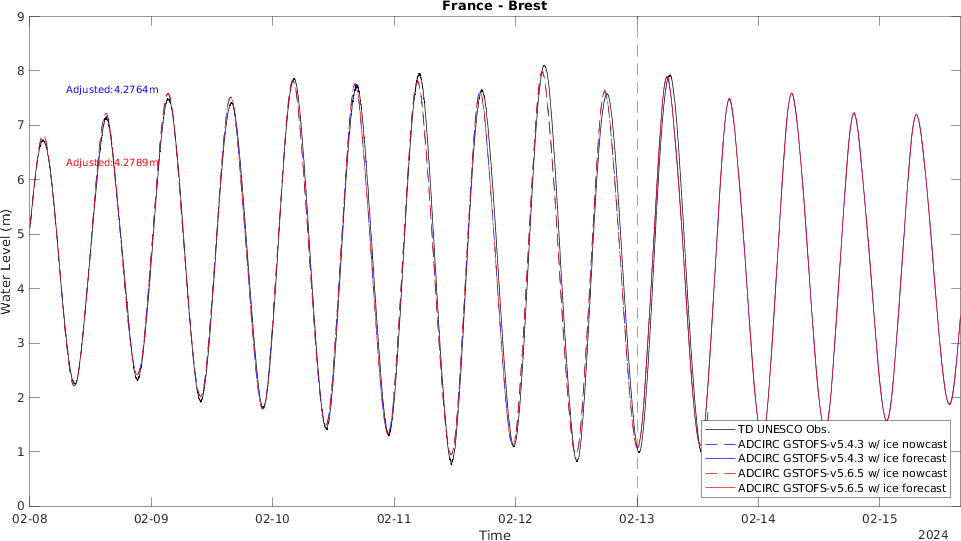 France - Brest
9
8
7
6
5
4
3
2
1
0
Water Level (m)
Adjusted:4.2764m
Adjusted:4.2789m
TD UNESCO Obs.
ADCIRC GSTOFS-v5.4.3 w/ ice nowcast
ADCIRC GSTOFS-v5.4.3 w/ ice forecast
ADCIRC GSTOFS-v5.6.5 w/ ice nowcast
ADCIRC GSTOFS-v5.6.5 w/ ice forecast
02-08 02-09 02-10 02-11 02-12 02-13 02-14 02-15
Time
2024